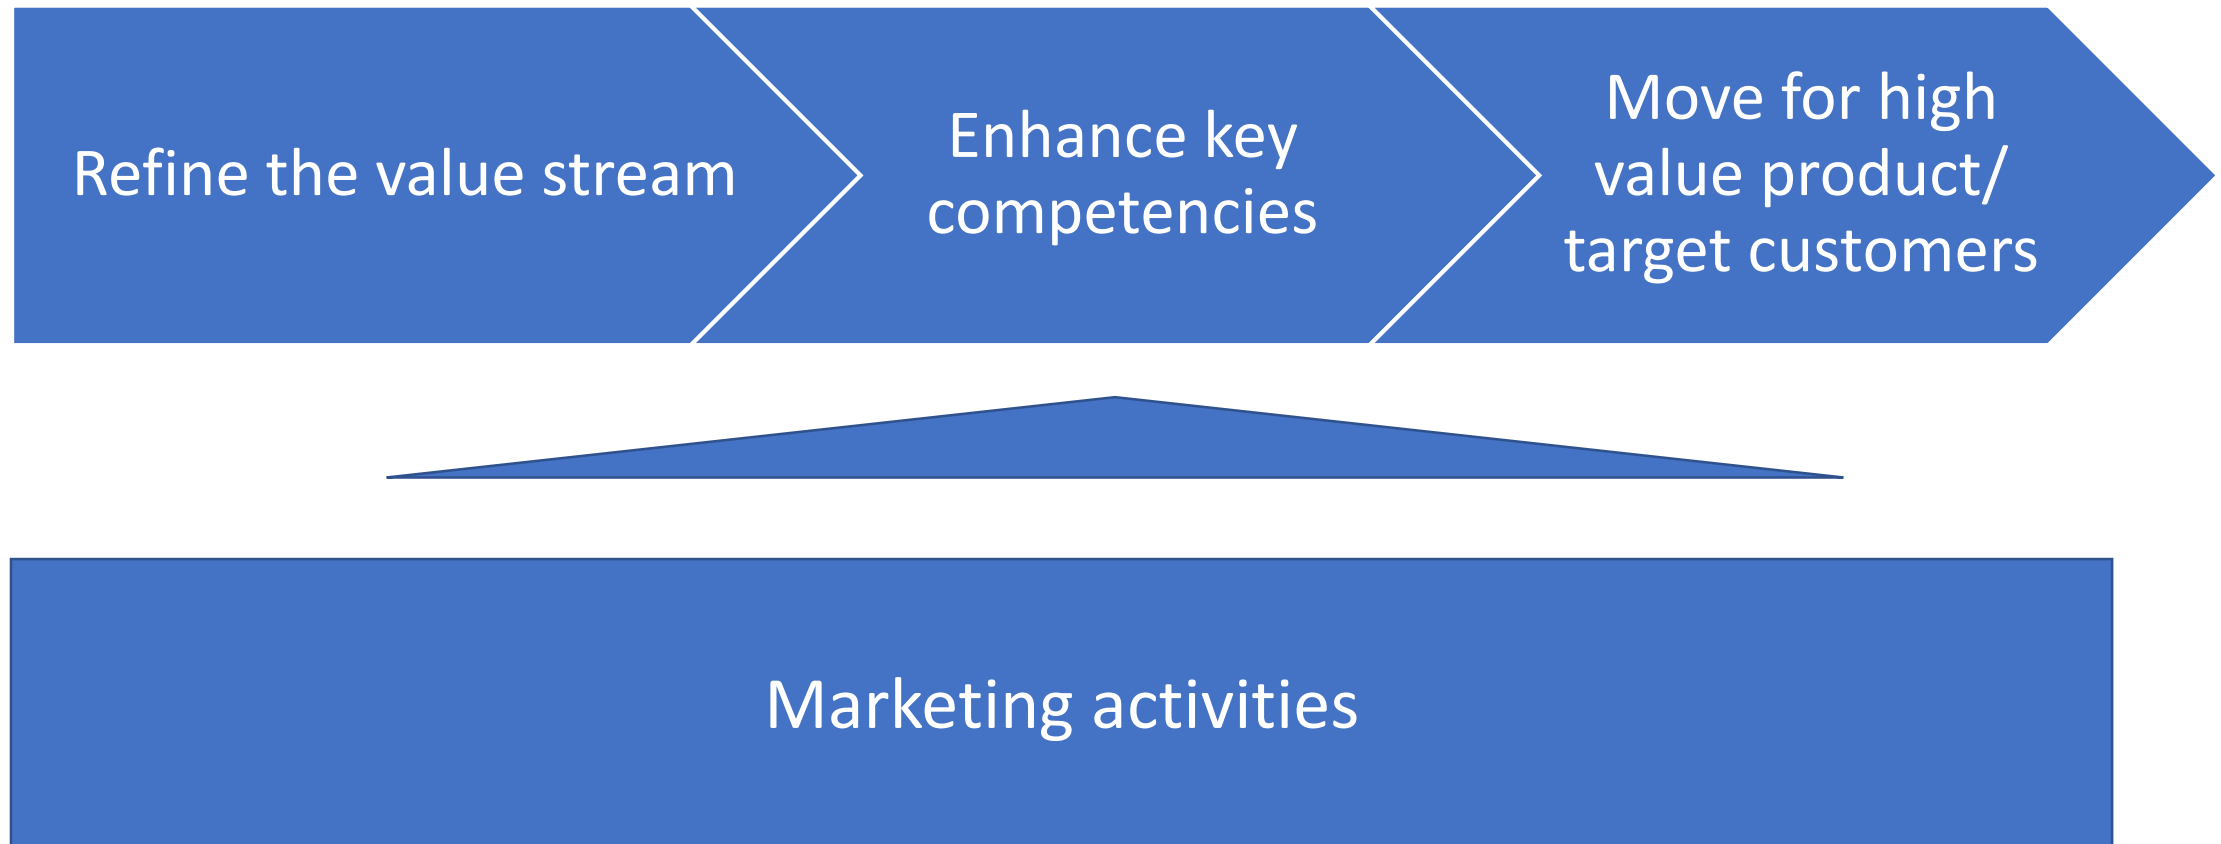 Refine the value stream
Enhance key
competencies
Move for high
value product/
target customers
Marketing activities